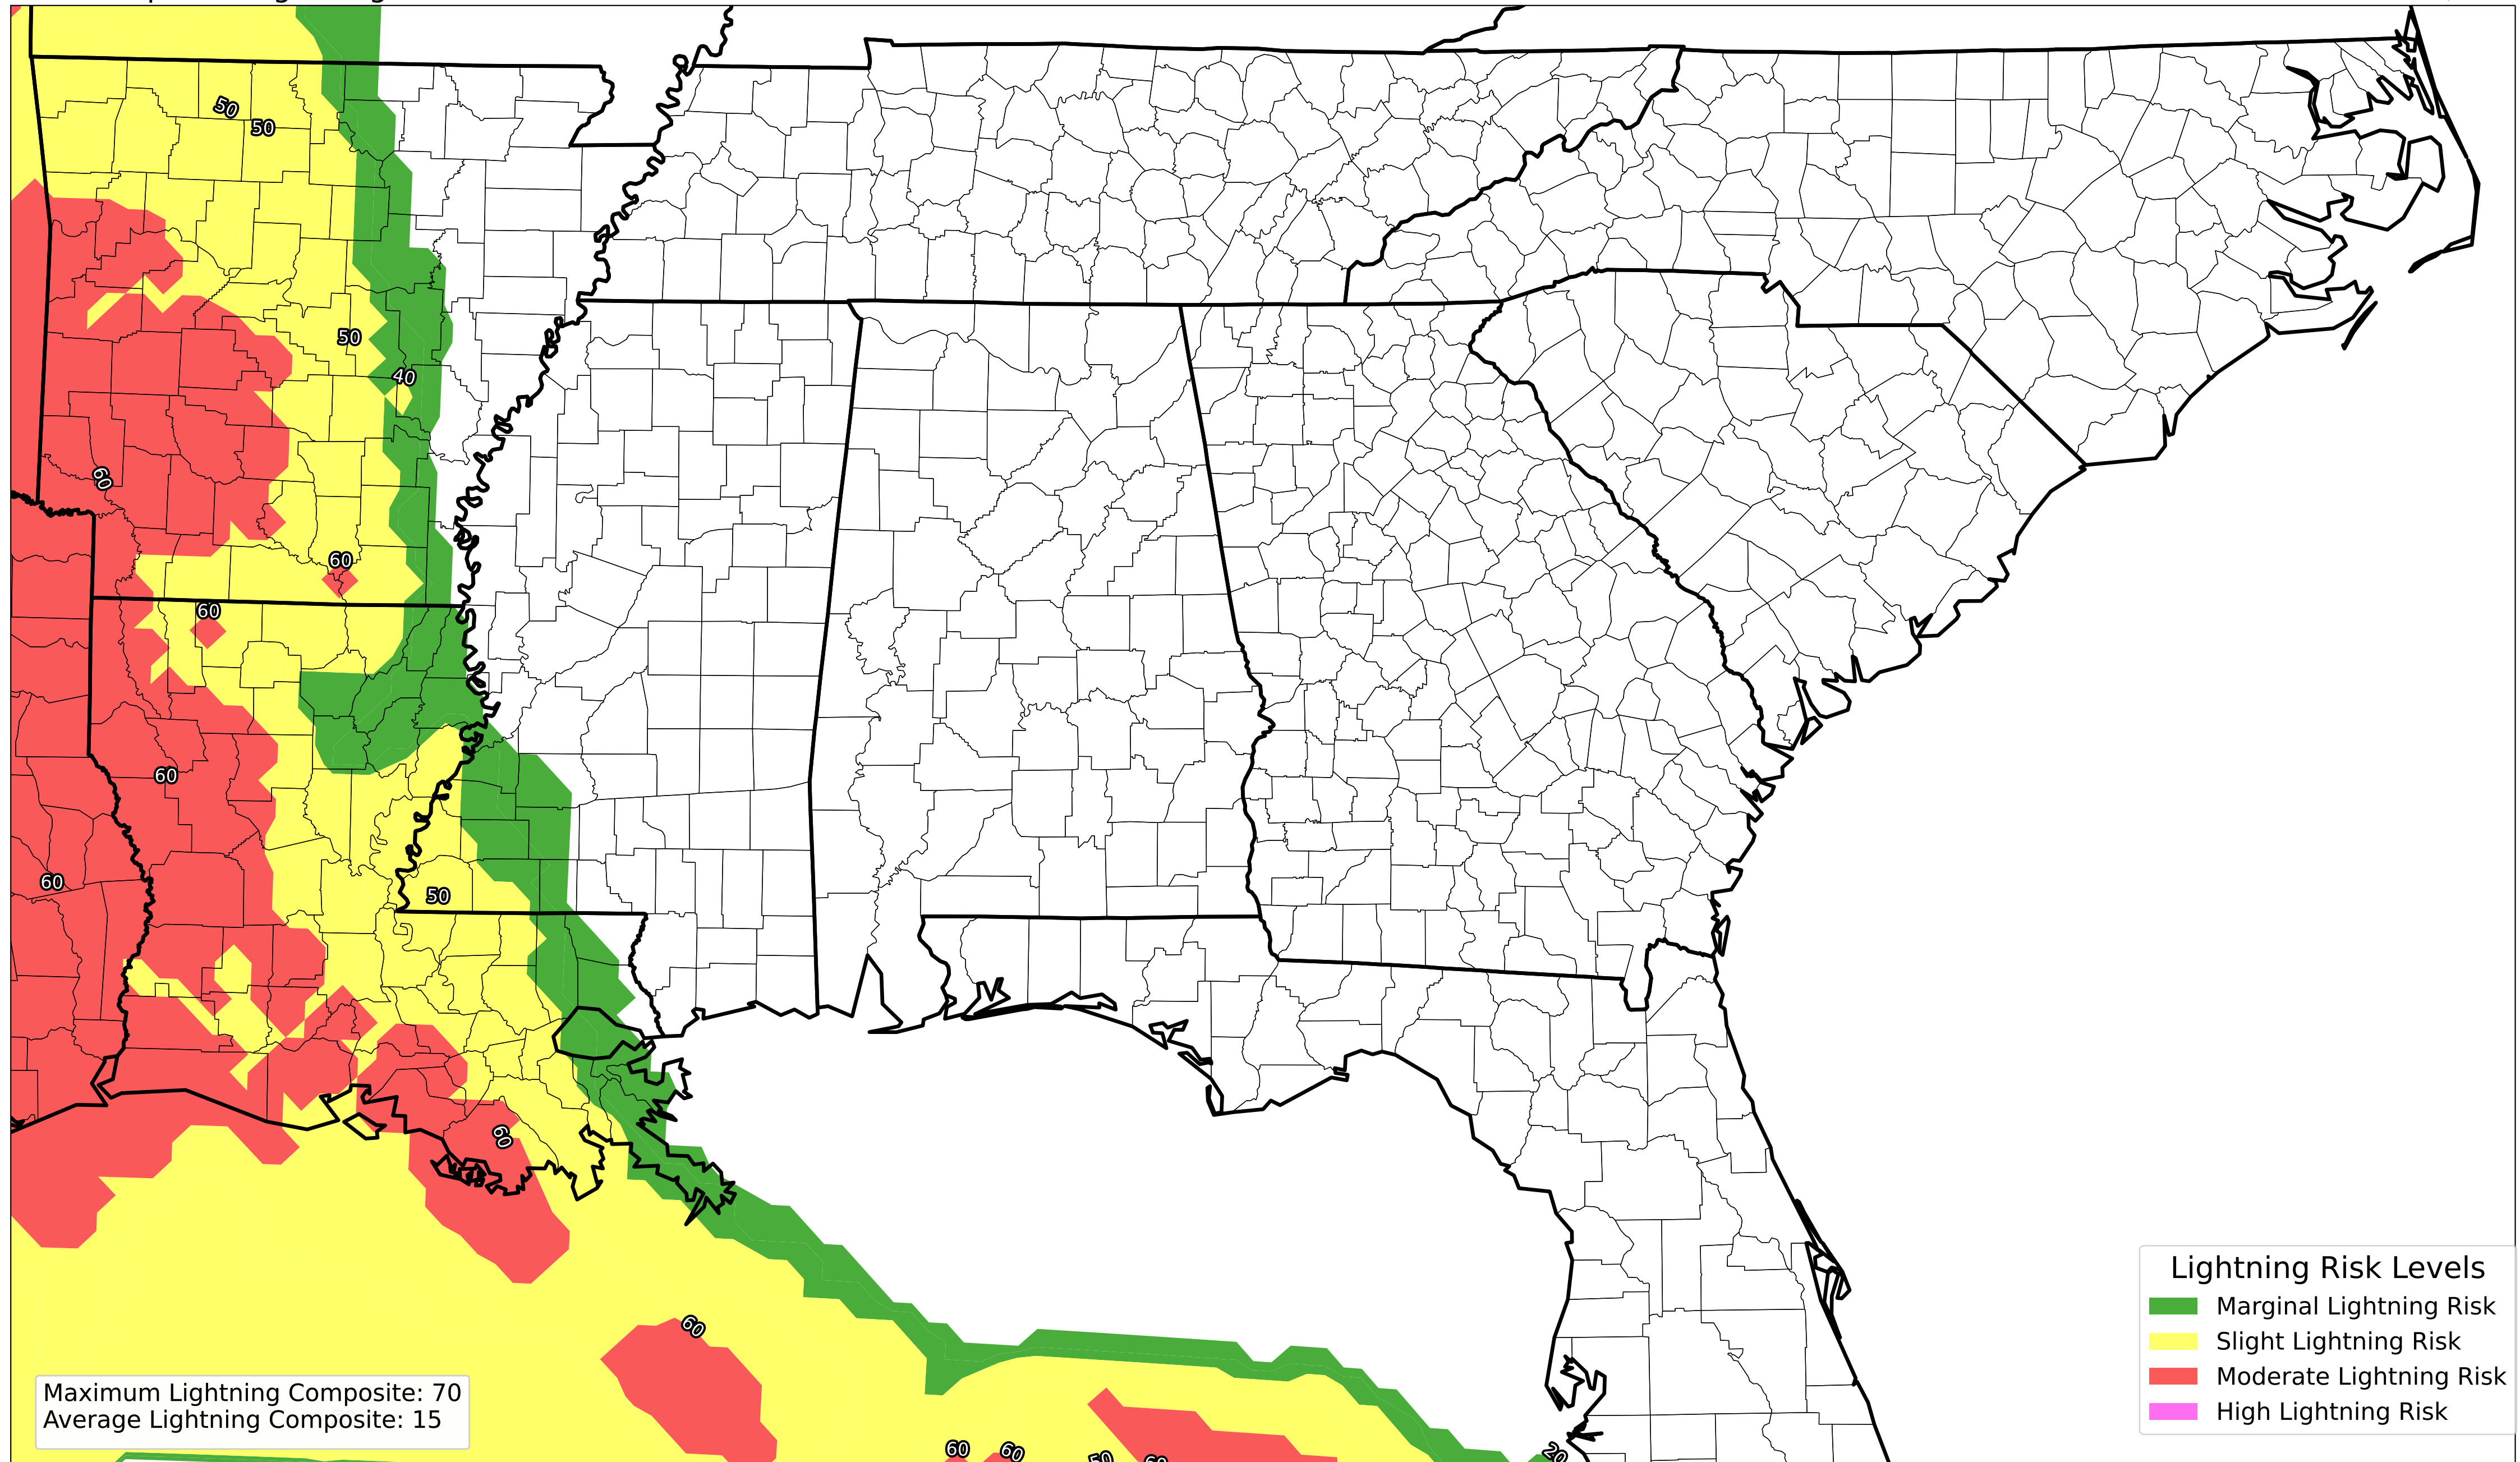 50
50
50
40
60
60
60
60
60
50
60
60
Lightning Risk Levels
Marginal Lightning Risk
Slight Lightning Risk
Moderate Lightning Risk
High Lightning Risk
Maximum Lightning Composite: 70
Average Lightning Composite: 15
60
60
20